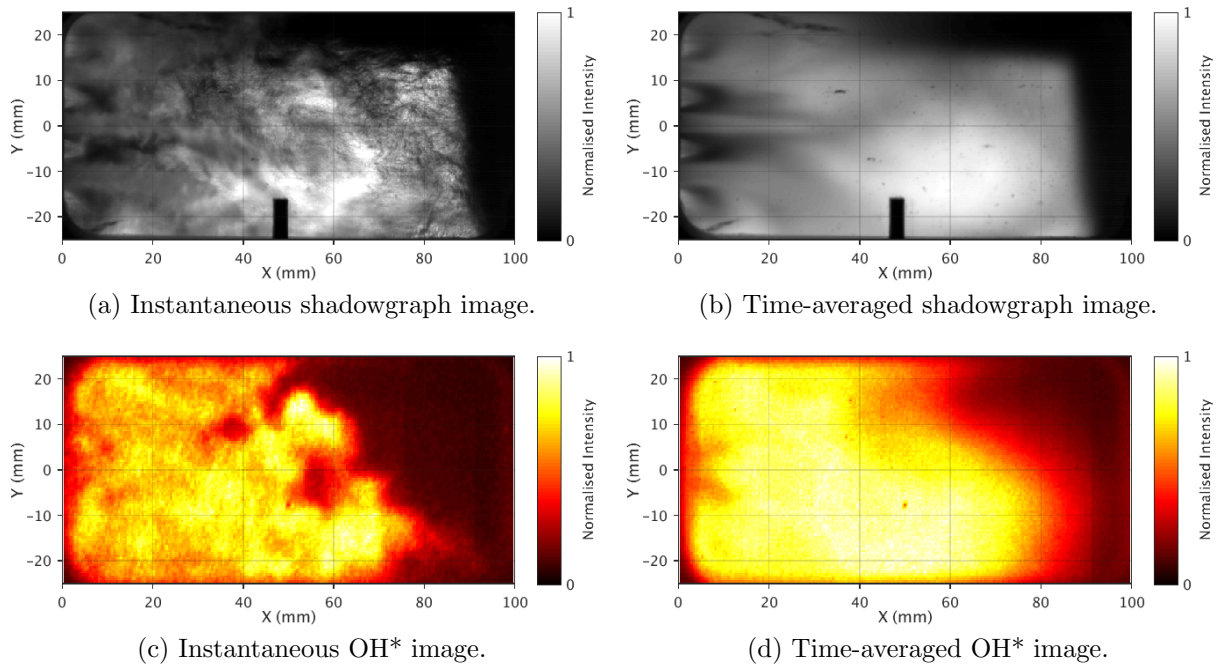 20
10
0
−10
−20
Y (mm)
0 20 40 60 80 100
X (mm)
1
0
Normalised Intensity
20
10
0
−10
−20
Y (mm)
0 20 40 60 80 100
X (mm)
1
0
Normalised Intensity
(a) Instantaneous shadowgraph image.
(b) Time-averaged shadowgraph image.
20
10
0
−10
−20
Y (mm)
0 20 40 60 80 100
X (mm)
1
0
Normalised Intensity
20
10
0
−10
−20
Y (mm)
0 20 40 60 80 100
X (mm)
1
0
Normalised Intensity
(c) Instantaneous OH* image.
(d) Time-averaged OH* image.